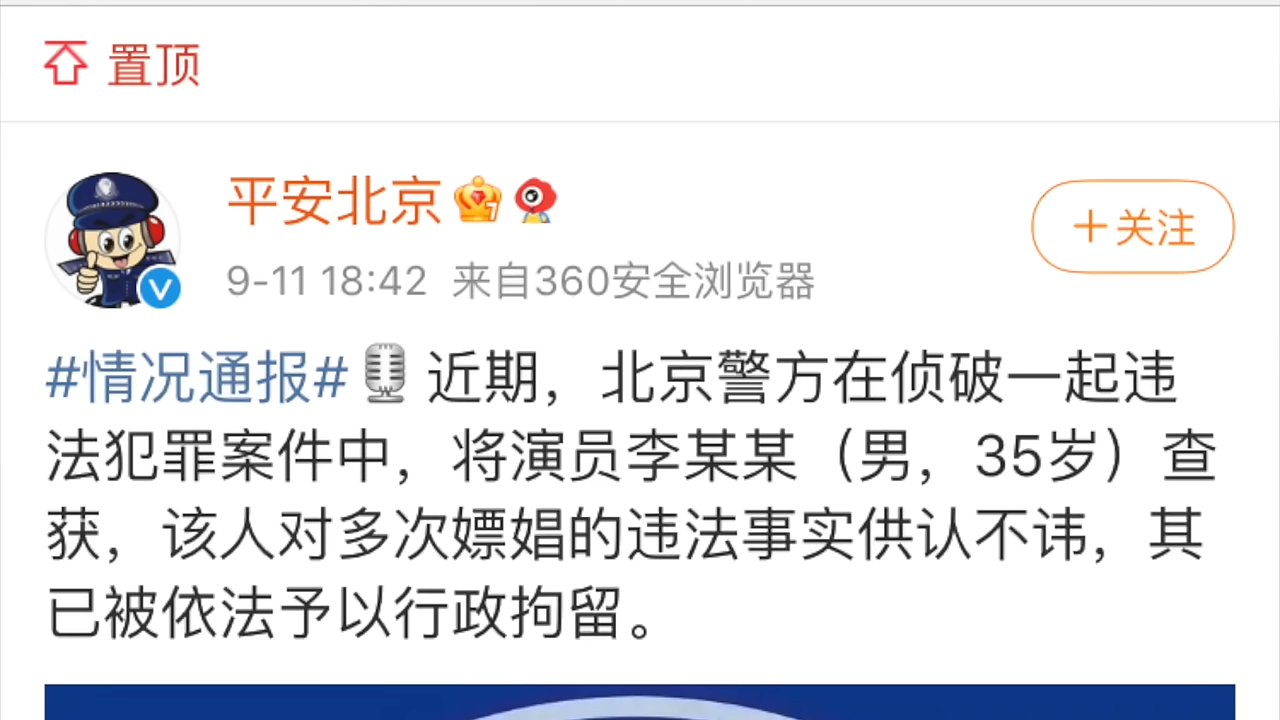 置顶
平安北京
9-11 18:42 来自360安全浏览器
+关注
#情况通报# 近期，北京警方在侦破一起违
法犯罪案件中，将演员李某某（男，35岁）查
获，该人对多次嫖娼的违法事实供认不讳，其
已被依法予以行政拘留。